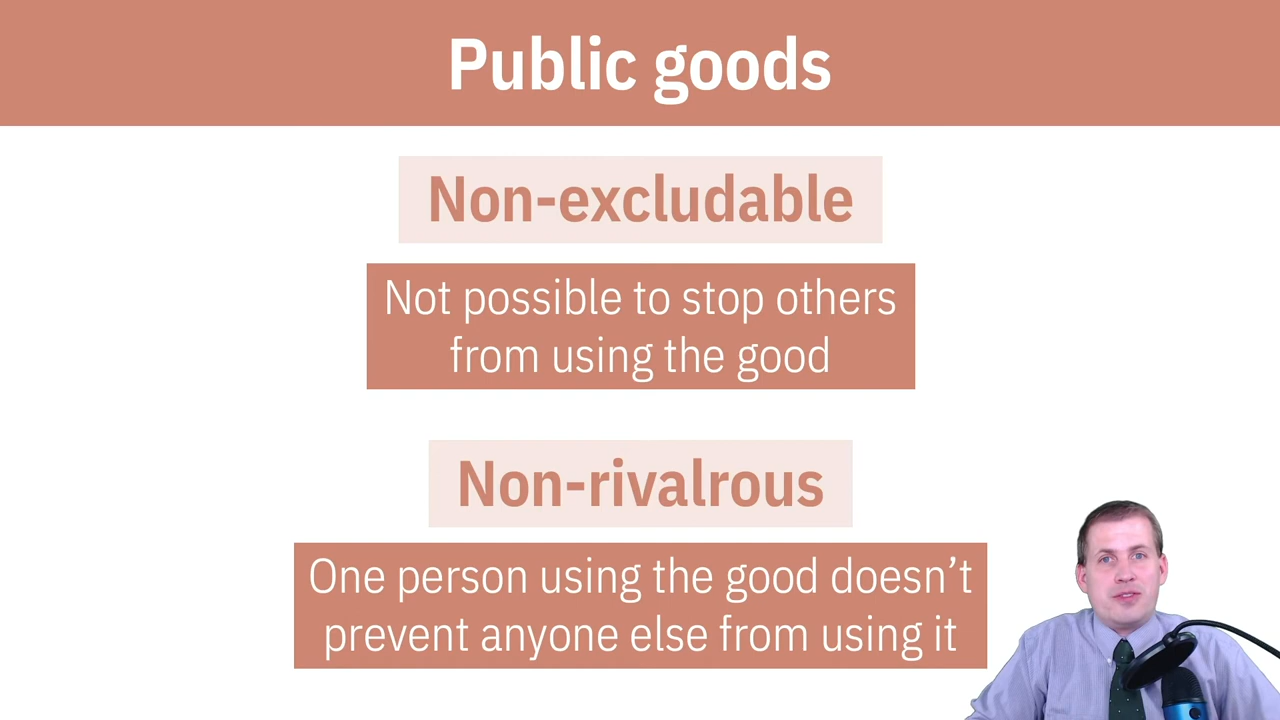 Public goods
Non-excludable
Not possible to stop others
from using the good
Non-rivalrous
One person using the good doesn’t
prevent anyone else from using it